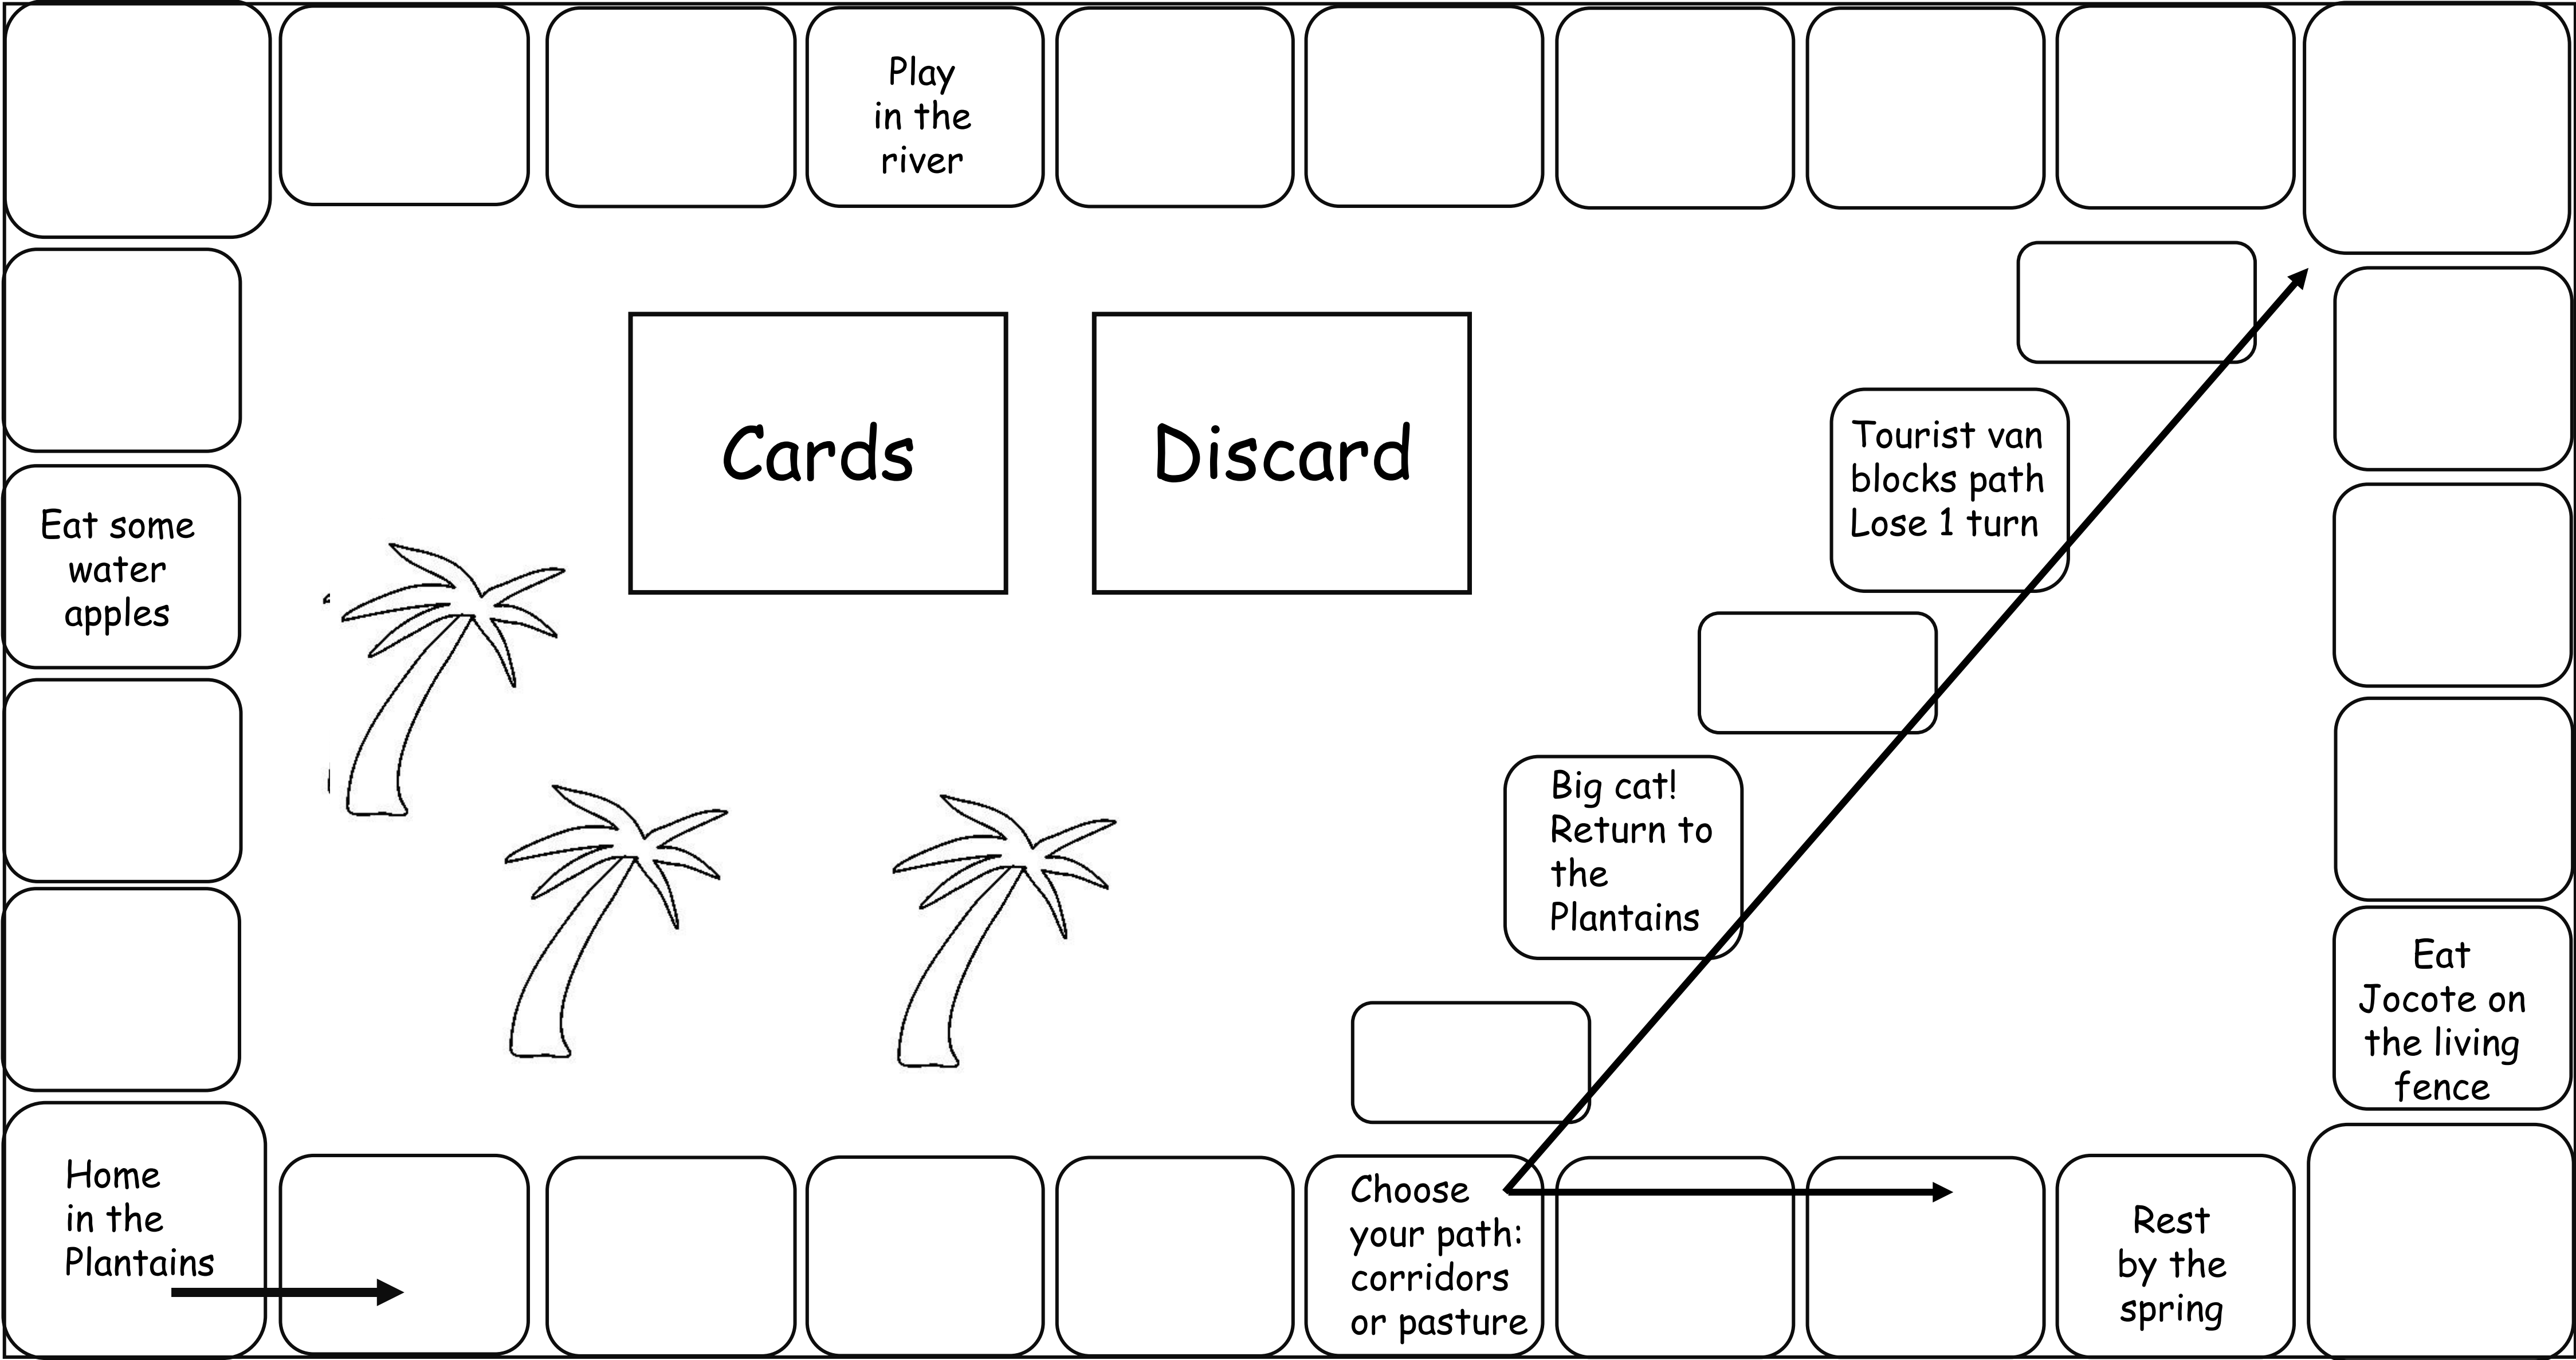 Play
in the
river
Cards
Discard
Tourist van
blocks path
Lose 1 turn
Eat some
water
apples
Big cat!
Return to
the
Plantains
Eat
Jocote on
the living
fence
Home
in the
Plantains
Choose
your path:
corridors
or pasture
Rest
by the
spring